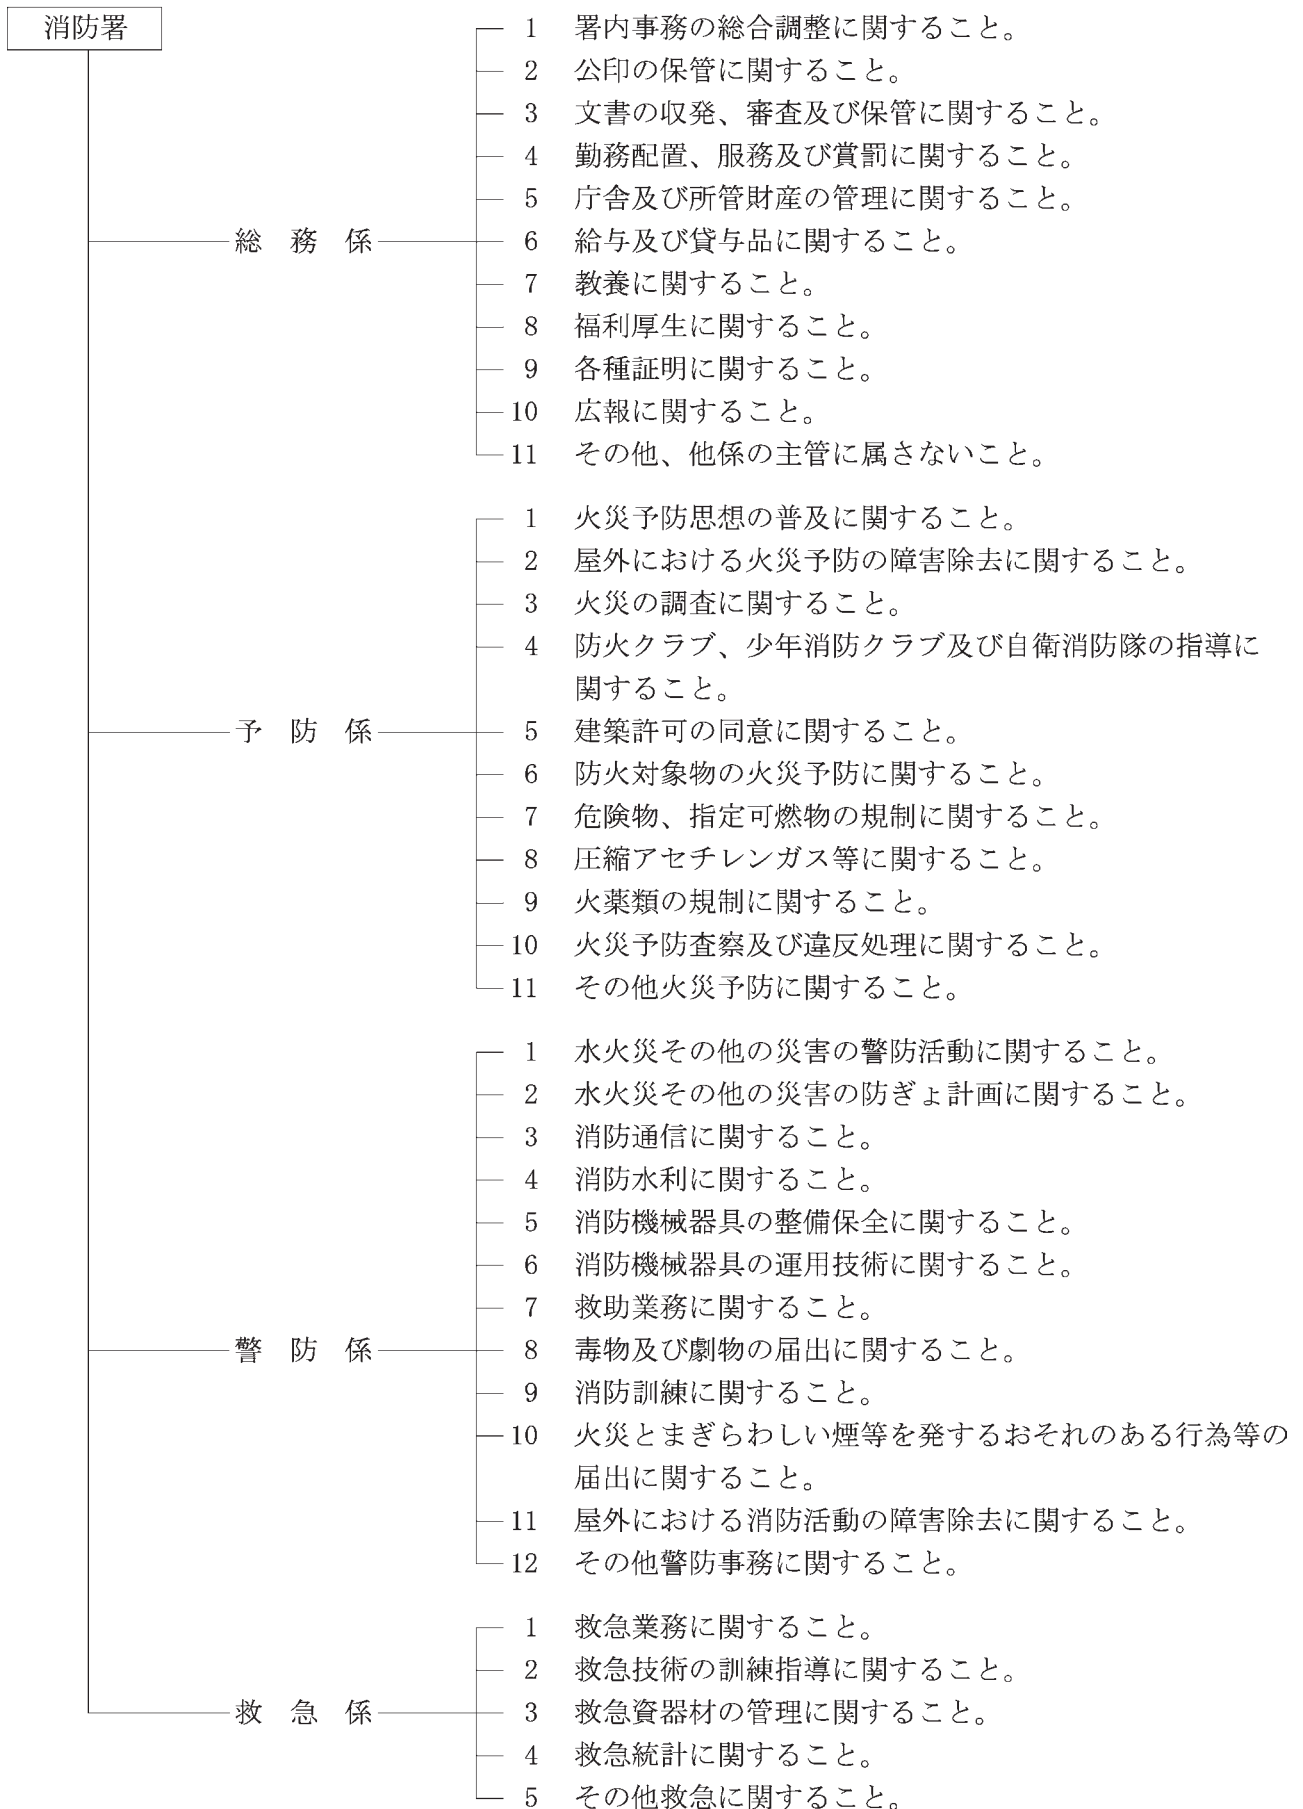 消防署
総務係
1 署内事務の総合調整に関すること。
2 公印の保管に関すること。
3 文書の収発、審査及び保管に関すること。
4 勤務配置、服務及び賞罰に関すること。
5 庁舎及び所管財産の管理に関すること。
6 給与及び貸与品に関すること。
7 教養に関すること。
8 福利厚生に関すること。
9 各種証明に関すること。
10 広報に関すること。
11 その他、他係の主管に属さないこと。
予防係
1 火災予防思想の普及に関すること。
2 屋外における火災予防の障害除去に関すること。
3 火災の調査に関すること。
4 防火クラブ、少年消防クラブ及び自衛消防隊の指導に
関すること。
5 建築許可の同意に関すること。
6 防火対象物の火災予防に関すること。
7 危険物、指定可燃物の規制に関すること。
8 圧縮アセチレンガス等に関すること。
9 火薬類の規制に関すること。
10 火災予防査察及び違反処理に関すること。
11 その他火災予防に関すること。
警防係
1 水火災その他の災害の警防活動に関すること。
2 水火災その他の災害の防ぎょ計画に関すること。
3 消防通信に関すること。
4 消防水利に関すること。
5 消防機械器具の整備保全に関すること。
6 消防機械器具の運用技術に関すること。
7 救助業務に関すること。
8 毒物及び劇物の届出に関すること。
9 消防訓練に関すること。
10 火災とまぎらわしい煙等を発するおそれのある行為等の
届出に関すること。
11 屋外における消防活動の障害除去に関すること。
12 その他警防事務に関すること。
救急係
1 救急業務に関すること。
2 救急技術の訓練指導に関すること。
3 救急資器材の管理に関すること。
4 救急統計に関すること。
5 その他救急に関すること。